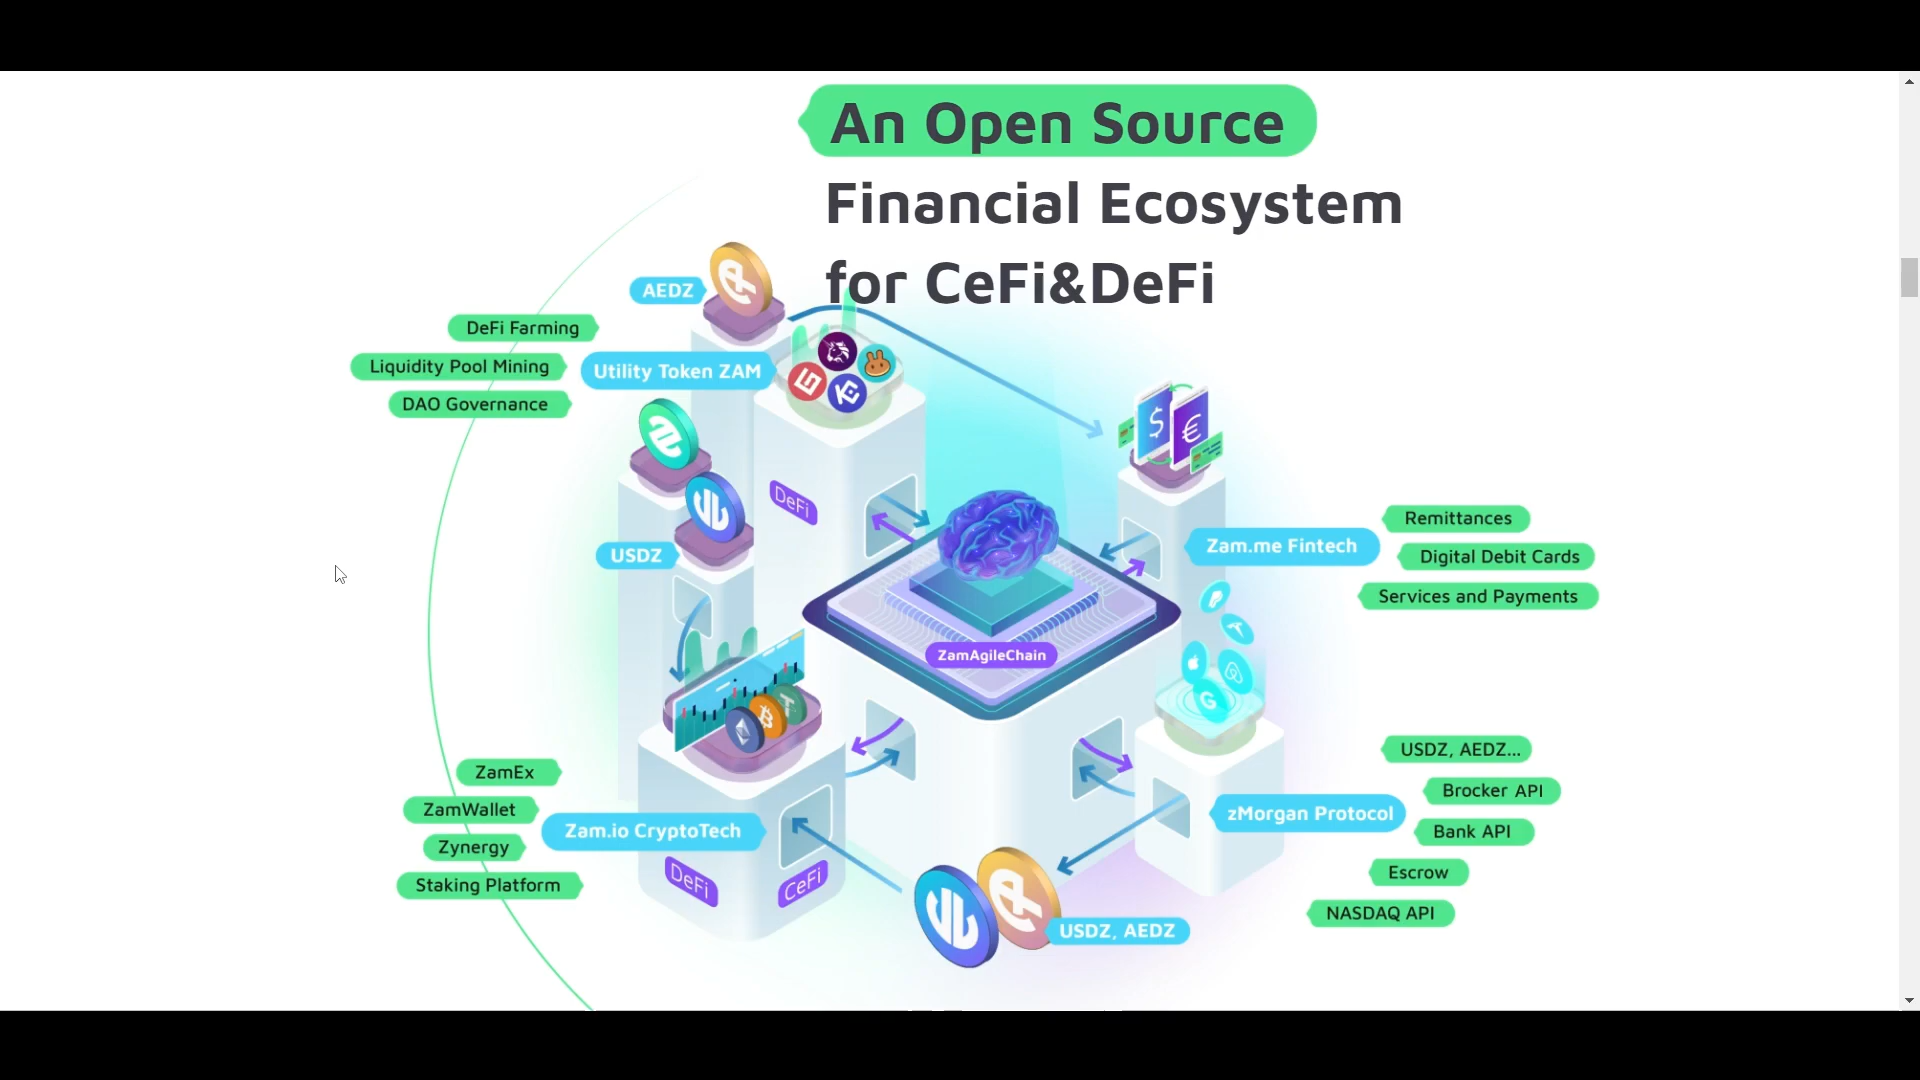 An Open Source
Financial Ecosystem
for CeFi&DeFi
AEDZ
DeFi Farming
Liquidity Pool Mining
Utility Token ZAM
DAO Governance
DeFi
USDZ
ZamAgileChain
Zam.me Fintech
Remittances
Digital Debit Cards
Services and Payments
ZamEx
ZamWallet
Zam.io CryptoTech
Zynergy
Staking Platform
DeFi
CeFi
zMorgan Protocol
USDZ, AEDZ...
Brocker API
Bank API
Escrow
NASDAQ API
USDZ, AEDZ